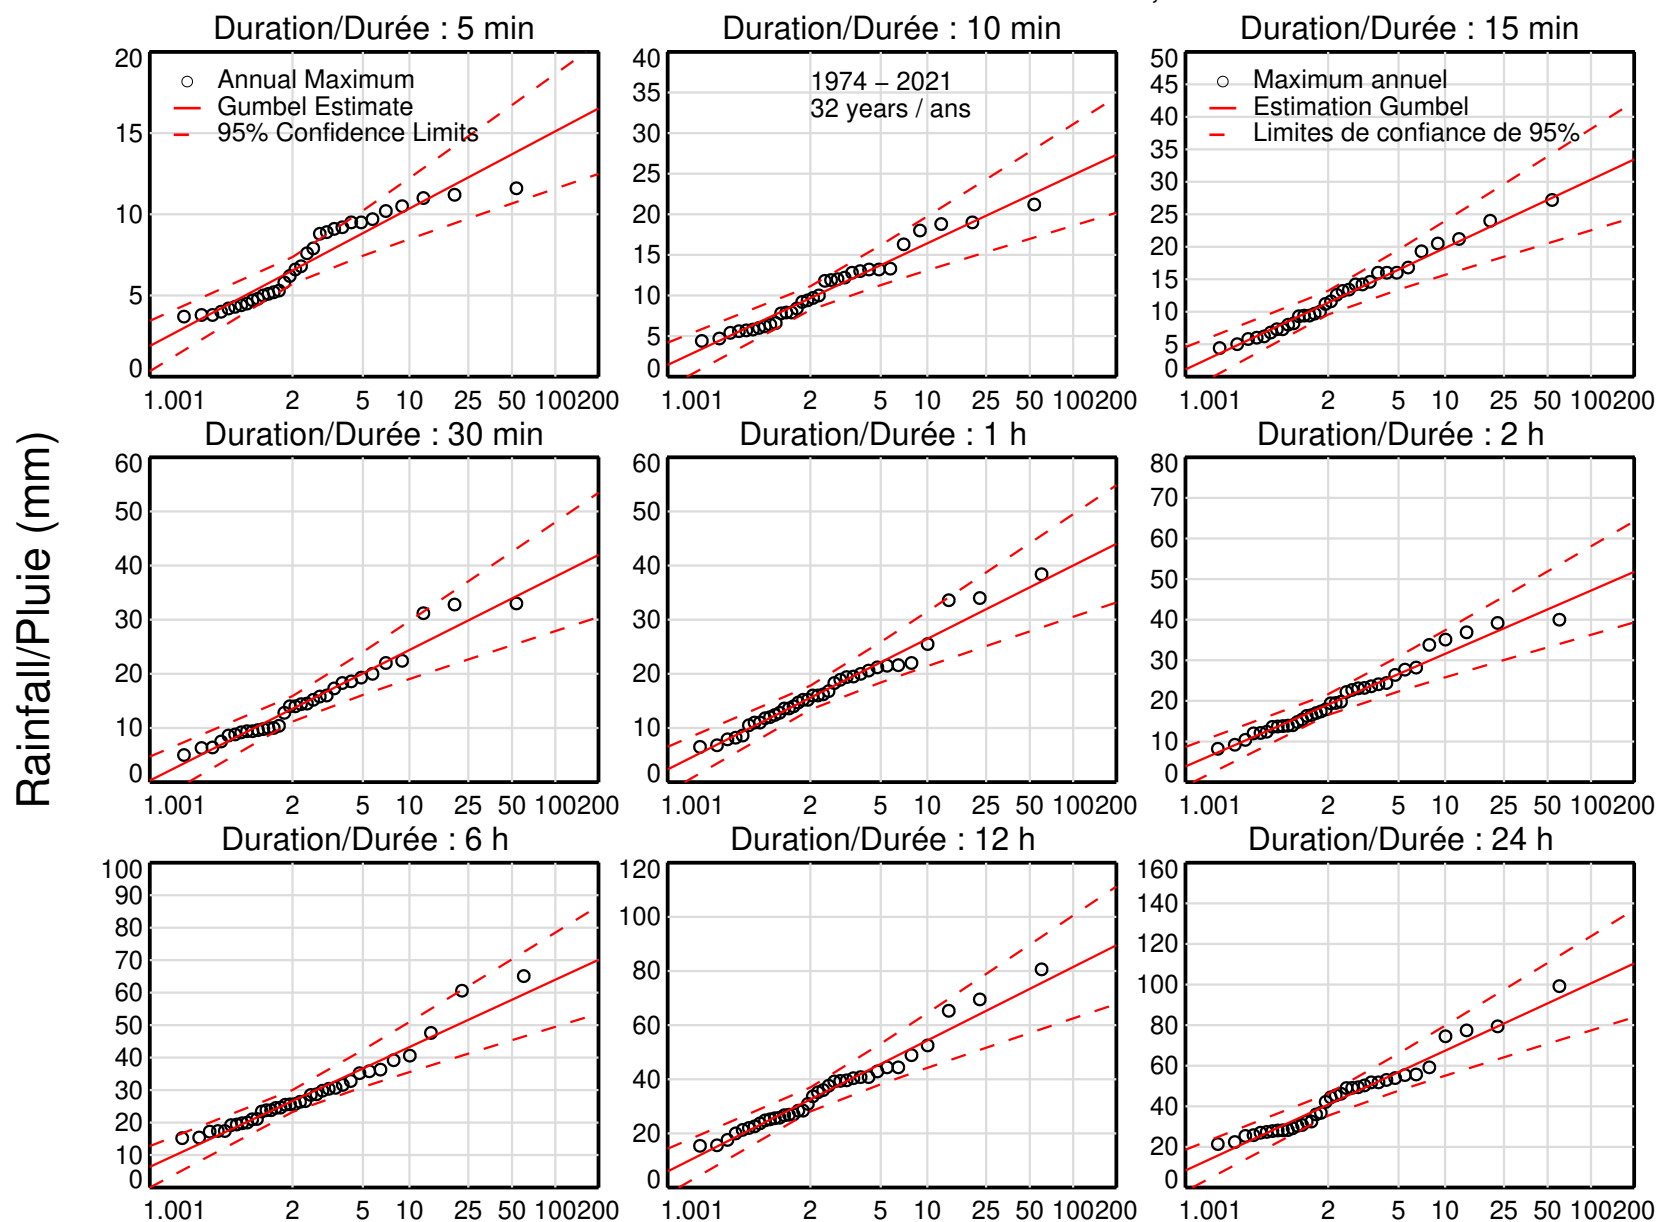 Duration/Durée : 5 min
20
15
10
5
0
Annual Maximum
Gumbel Estimate
95% Confidence Limits
1.001 2 5 10 25 50 100200
Duration/Durée : 10 min
40
35
30
25
20
15
10
5
0
1974 – 2021
32 years / ans
1.001 2 5 10 25 50 100200
Duration/Durée : 15 min
50
45
40
35
30
25
20
15
10
5
0
Maximum annuel
Estimation Gumbel
Limites de confiance de 95%
1.001 2 5 10 25 50 100200
Rainfall/Pluie (mm)
Duration/Durée : 30 min
60
50
40
30
20
10
0
1.001 2 5 10 25 50 100200
Duration/Durée : 1 h
60
50
40
30
20
10
0
1.001 2 5 10 25 50 100200
Duration/Durée : 2 h
80
70
60
50
40
30
20
10
0
1.001 2 5 10 25 50 100200
Duration/Durée : 6 h
100
90
80
70
60
50
40
30
20
10
0
1.001 2 5 10 25 50 100200
Duration/Durée : 12 h
120
100
80
60
40
20
0
1.001 2 5 10 25 50 100200
Duration/Durée : 24 h
160
140
120
100
80
60
40
20
0
1.001 2 5 10 25 50 100200